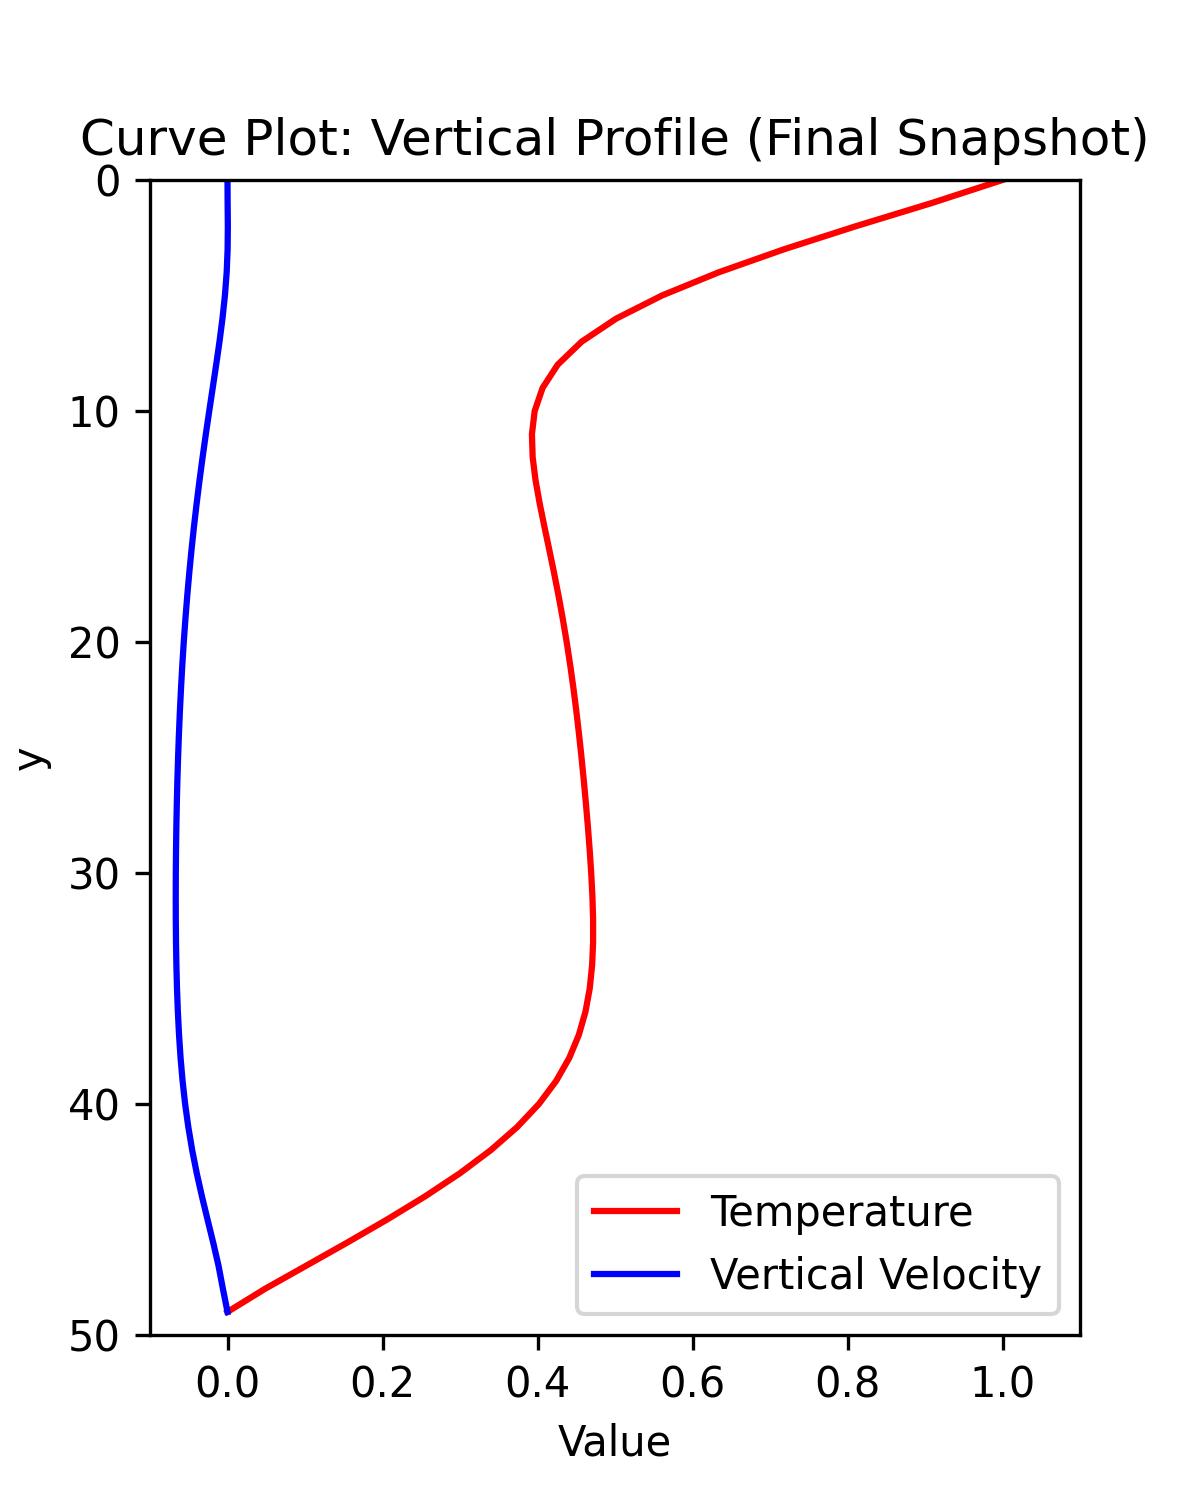 Curve Plot: Vertical Profile (Final Snapshot)
0
10
20
30
40
50
y
Temperature
Vertical Velocity
0.0 0.2 0.4 0.6 0.8 1.0
Value